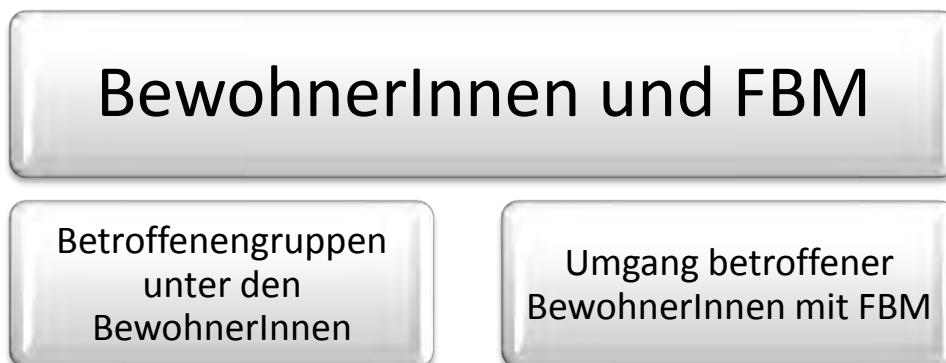 BewohnerInnen und FBM
Betroffenengruppen
unter den
BewohnerInnen
Umgang betroffener
BewohnerInnen mit FBM